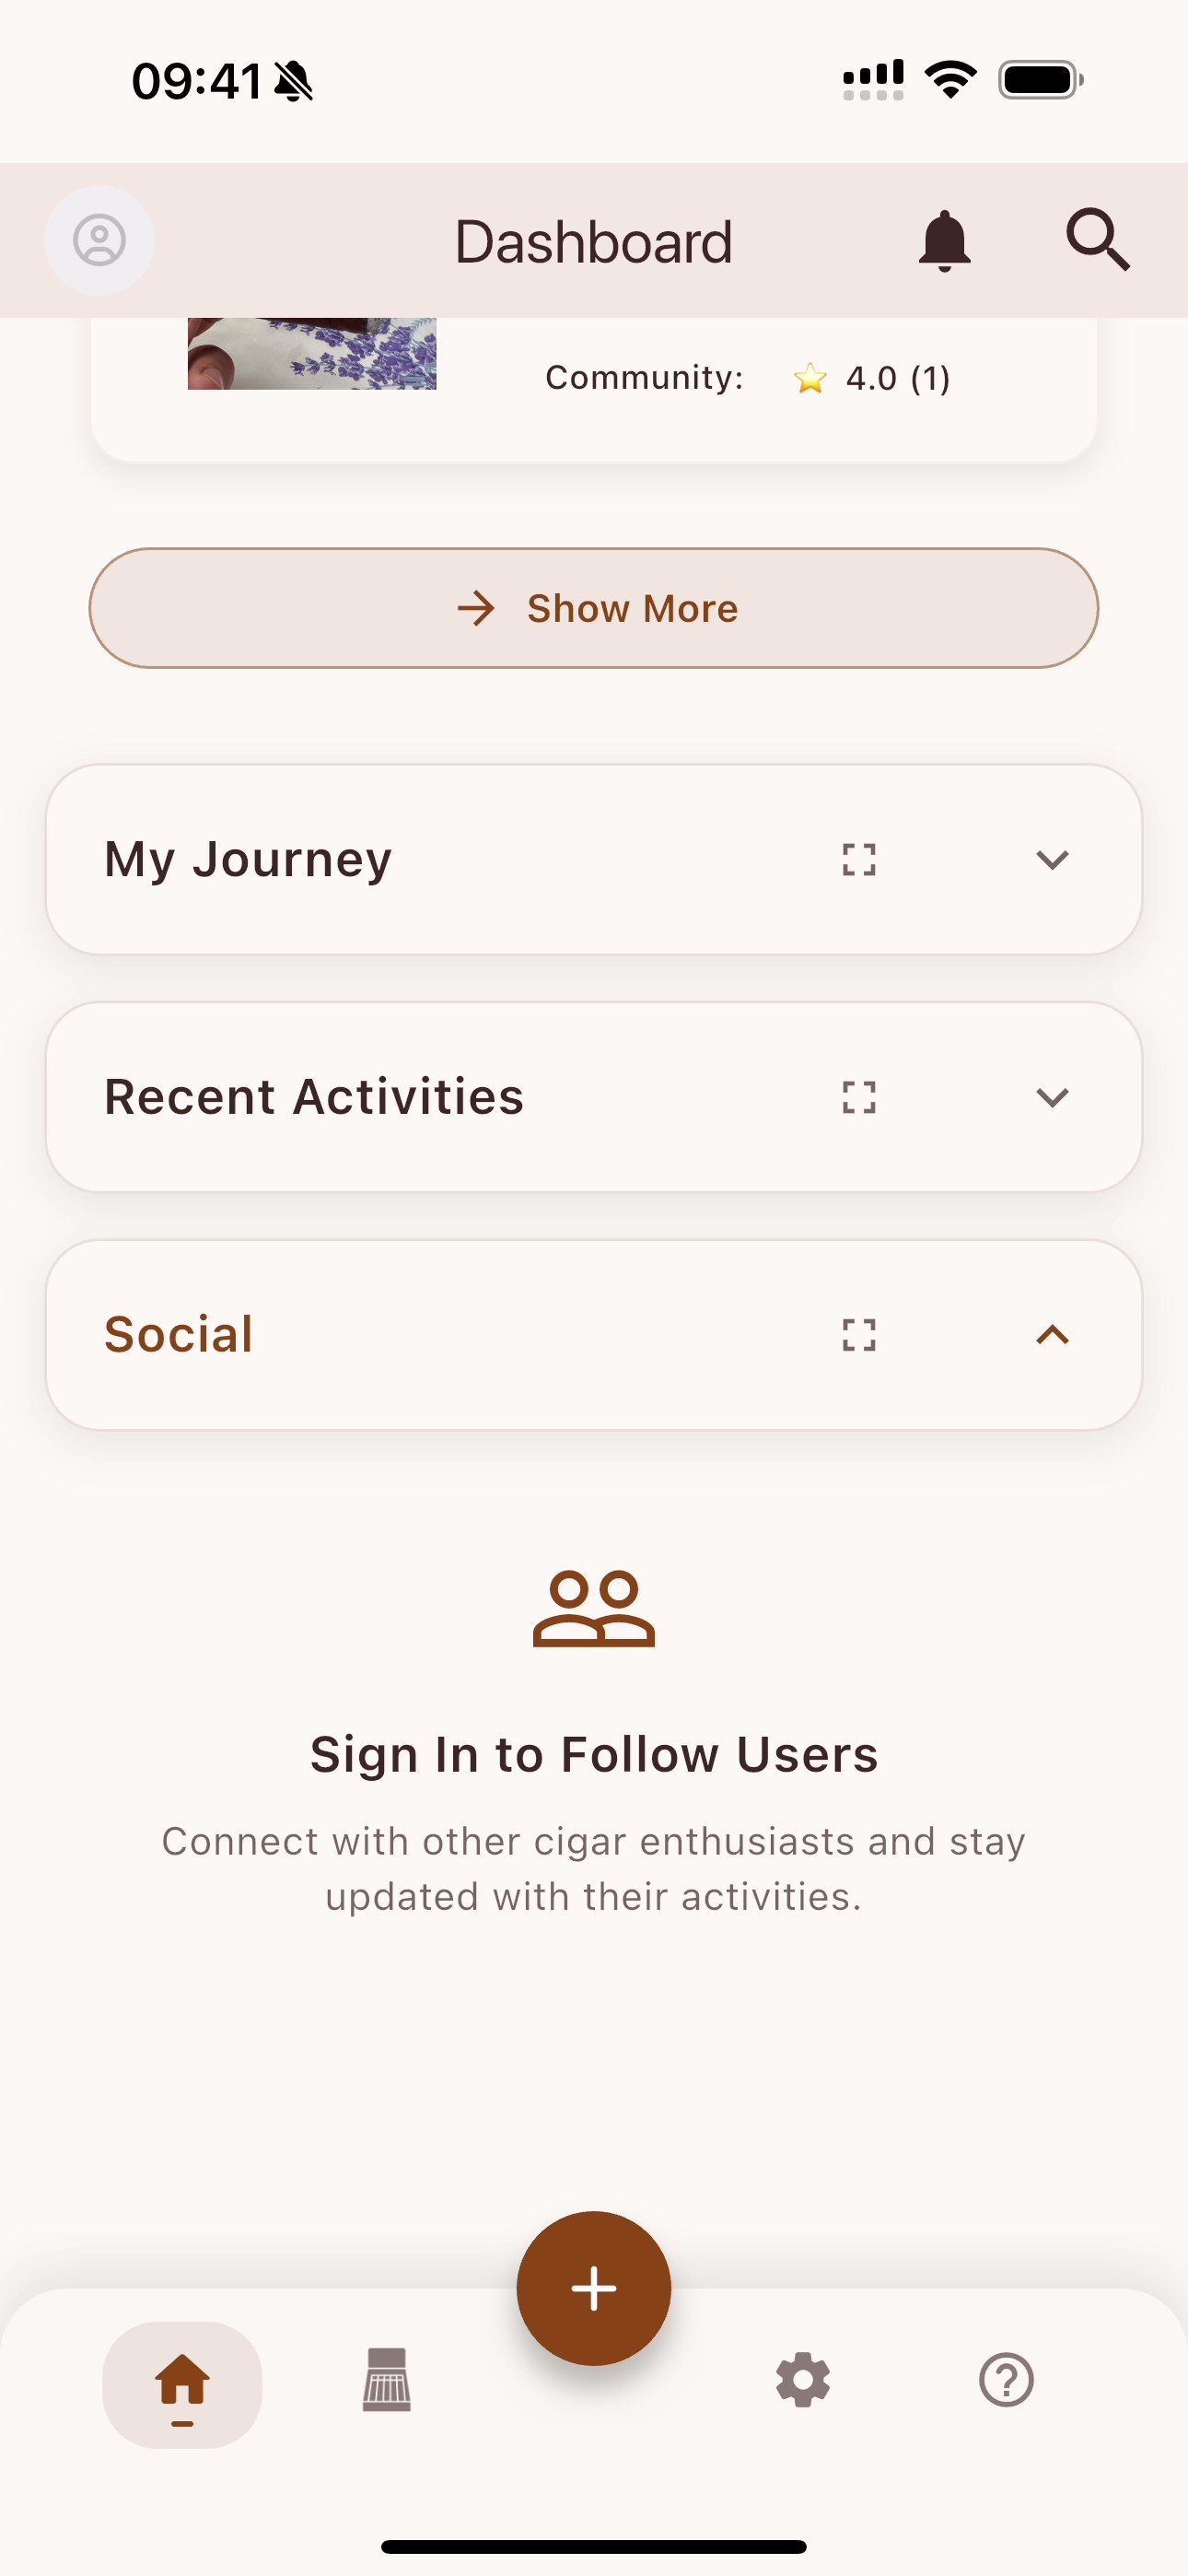 09:41
Dashboard
Community: ⭐ 4.0 (1)
Show More
My Journey
Recent Activities
Social
Sign In to Follow Users
Connect with other cigar enthusiasts and stay
updated with their activities.